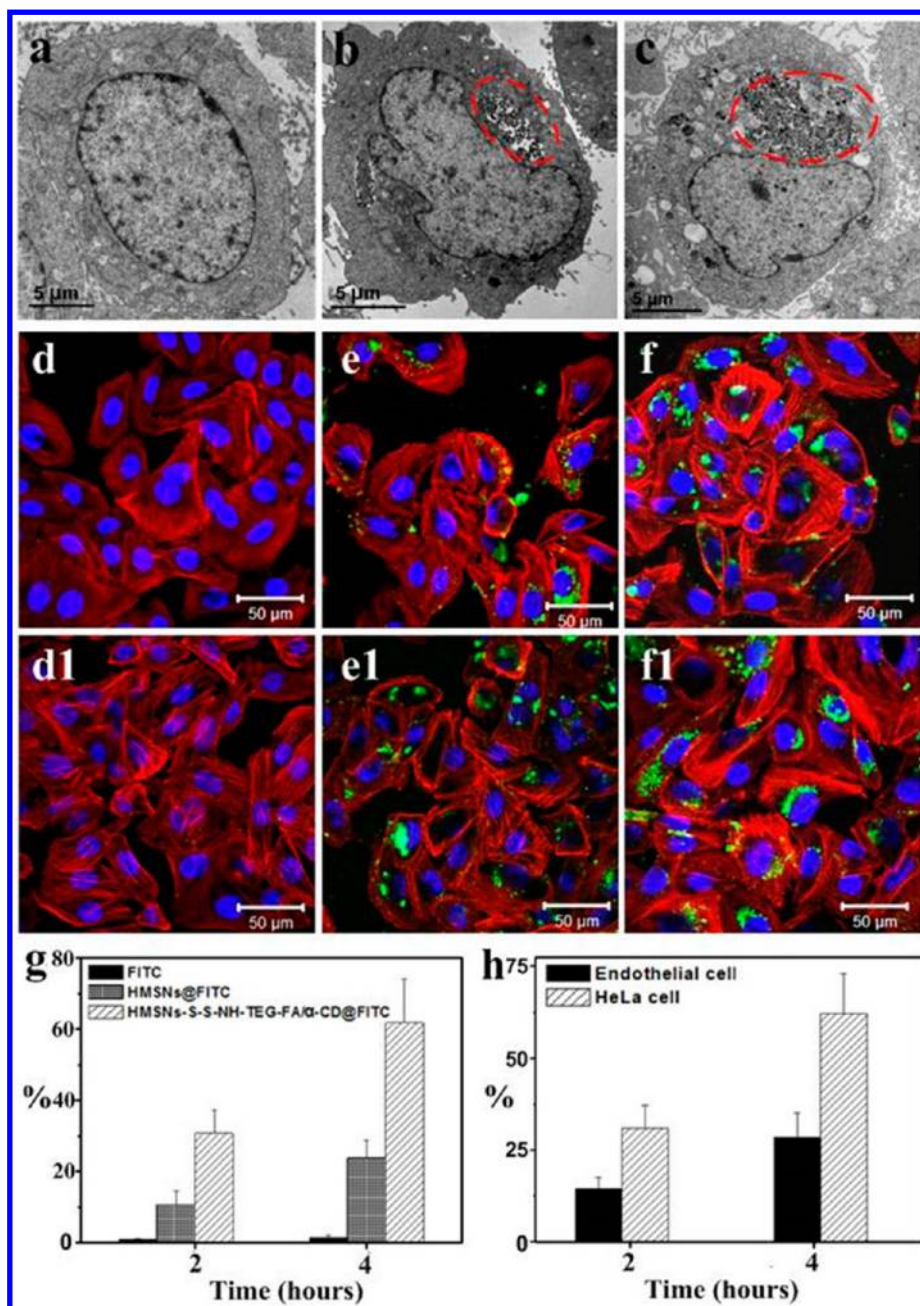 a
b
c
5 µm
5 µm
5 µm
d
e
f
50 µm
50 µm
50 µm
d1
e1
f1
50 µm
50 µm
50 µm
g
80
60
40
20
0
%
FITC
HMSNs@FITC
HMSNs-S-S-NH-TEG-FA/α-CD@FITC
2
4
Time (hours)
h
75
50
25
0
%
Endothelial cell
HeLa cell
2
4
Time (hours)